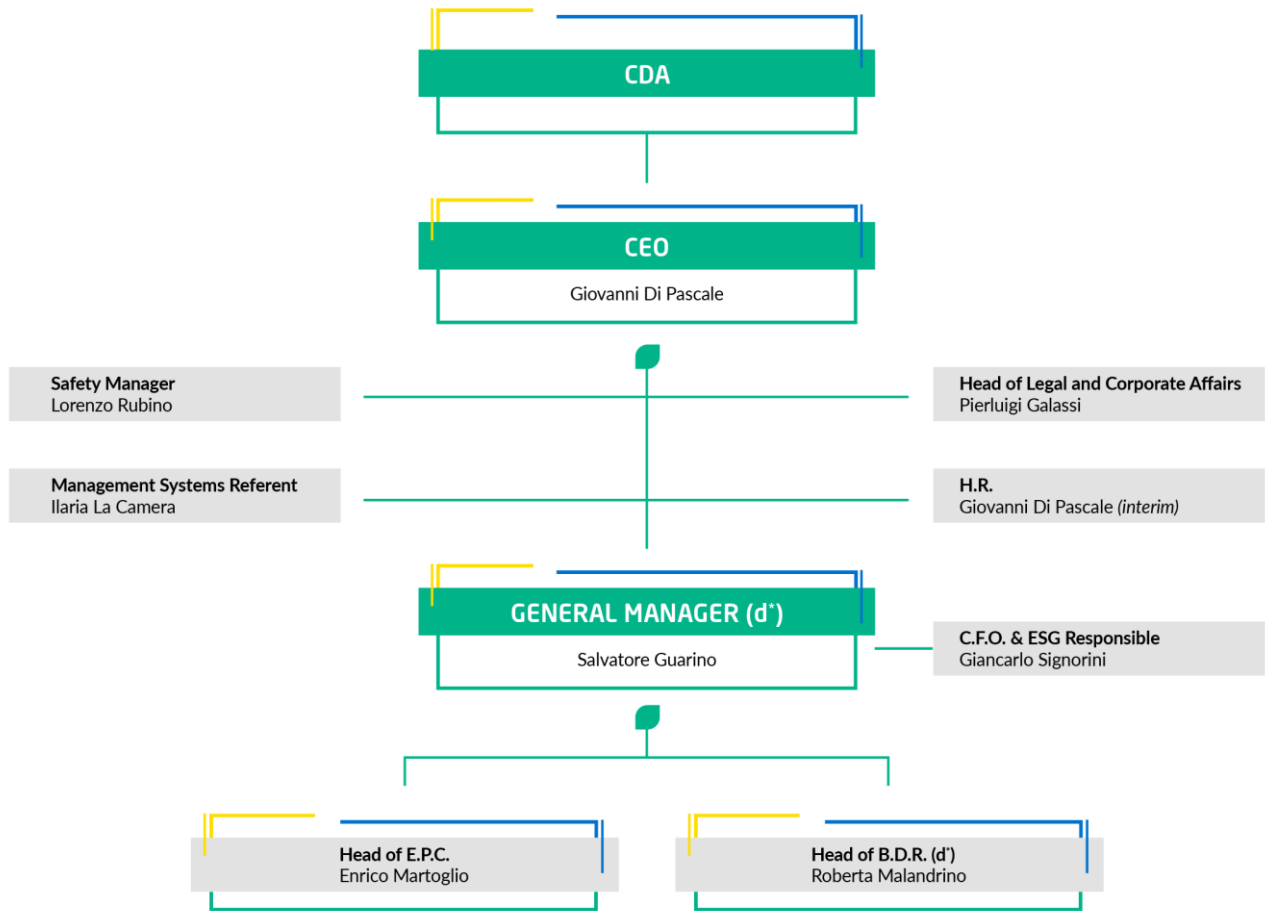 CDA
CEO
Giovanni Di Pascale
Safety Manager
Lorenzo Rubino
Head of Legal and Corporate Affairs
Pierluigi Galassi
Management Systems Referent
Ilaria La Camera
H.R.
Giovanni Di Pascale (interim)
GENERAL MANAGER (d*)
Salvatore Guarino
C.F.O. & ESG Responsible
Giancarlo Signorini
Head of E.P.C.
Enrico Martoglio
Head of B.D.R. (d*)
Roberta Malandrino